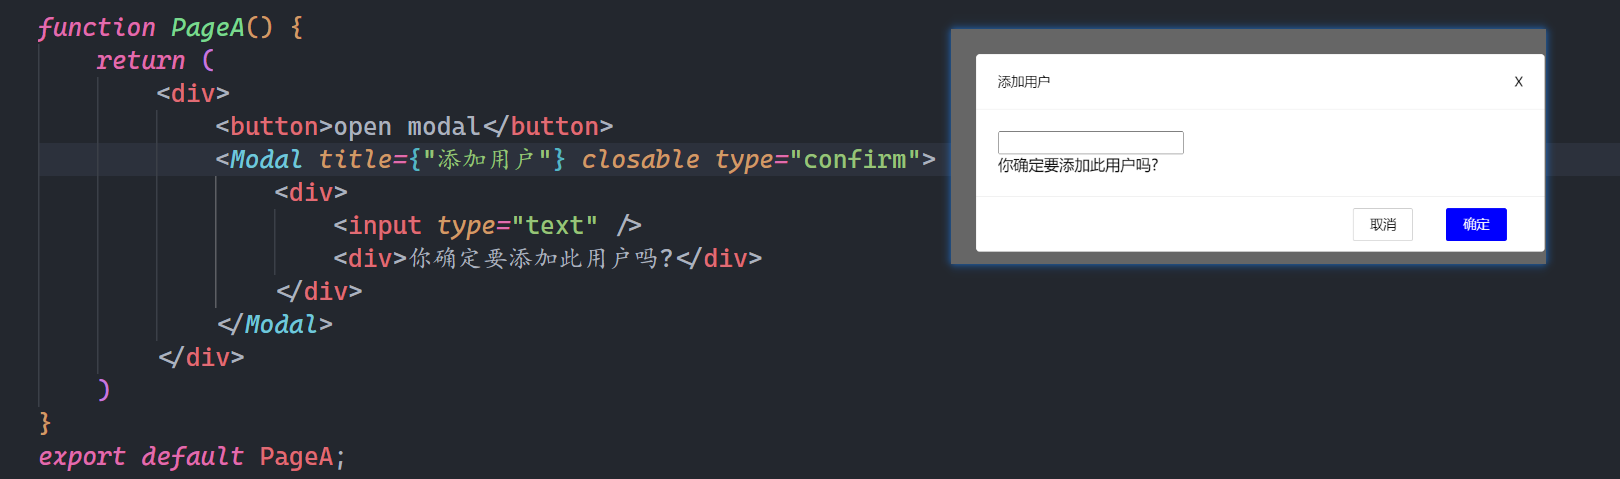 function PageA() {
return (
<div>
<button>open modal</button>
<Modal title={"添加用户"} closable type="confirm">
<div>
<input type="text" />
<div>你确定要添加此用户吗?</div>
</div>
</Modal>
</div>
)
}
export default PageA;
添加用户 X
你确定要添加此用户吗?
取消 确定